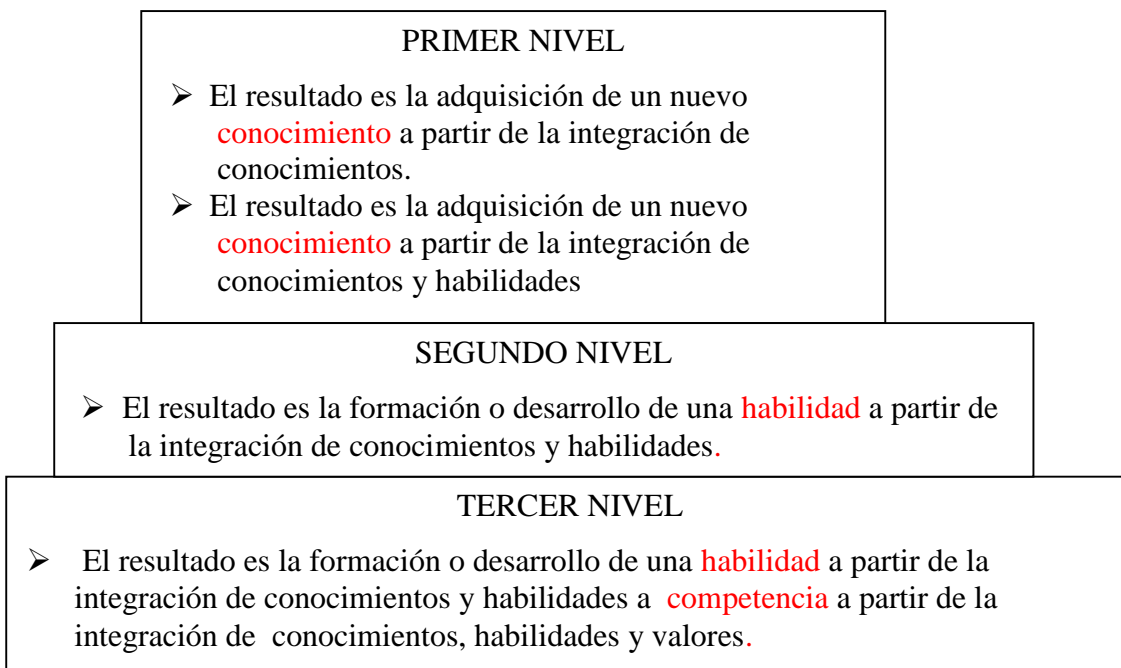 PRIMER NIVEL
➢ El resultado es la adquisición de un nuevo
conocimiento a partir de la integración de
conocimientos.
➢ El resultado es la adquisición de un nuevo
conocimiento a partir de la integración de
conocimientos y habilidades
SEGUNDO NIVEL
➢ El resultado es la formación o desarrollo de una habilidad a partir de
la integración de conocimientos y habilidades.
TERCER NIVEL
➢ El resultado es la formación o desarrollo de una habilidad a partir de la
integración de conocimientos y habilidades a competencia a partir de la
integración de conocimientos, habilidades y valores.